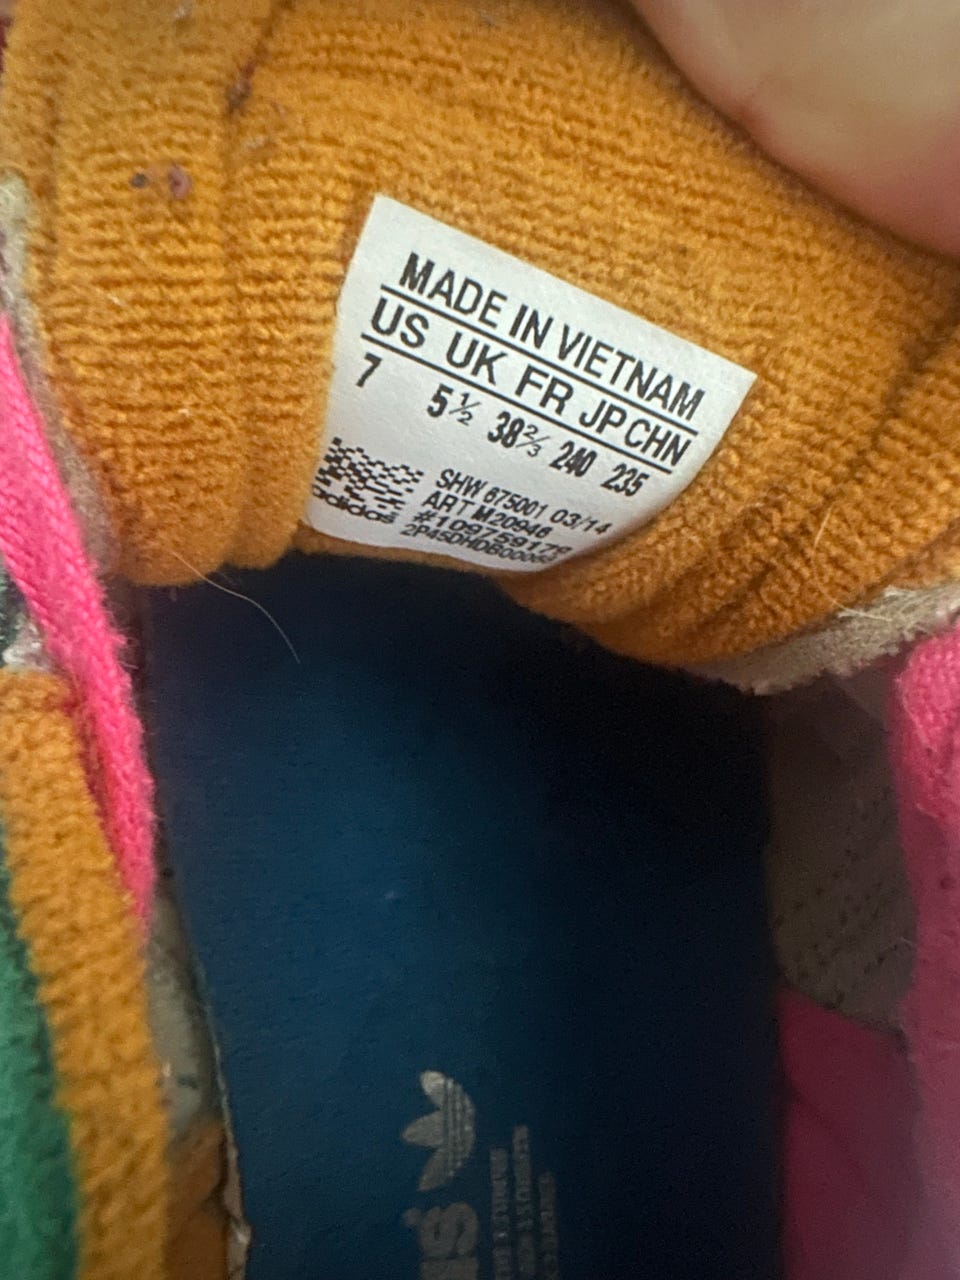 MADE IN VIETNAM
US UK FR JP CHN
7 5½ 38⅔ 240 235
SHW 675001 03/14
ART M20946
adidas